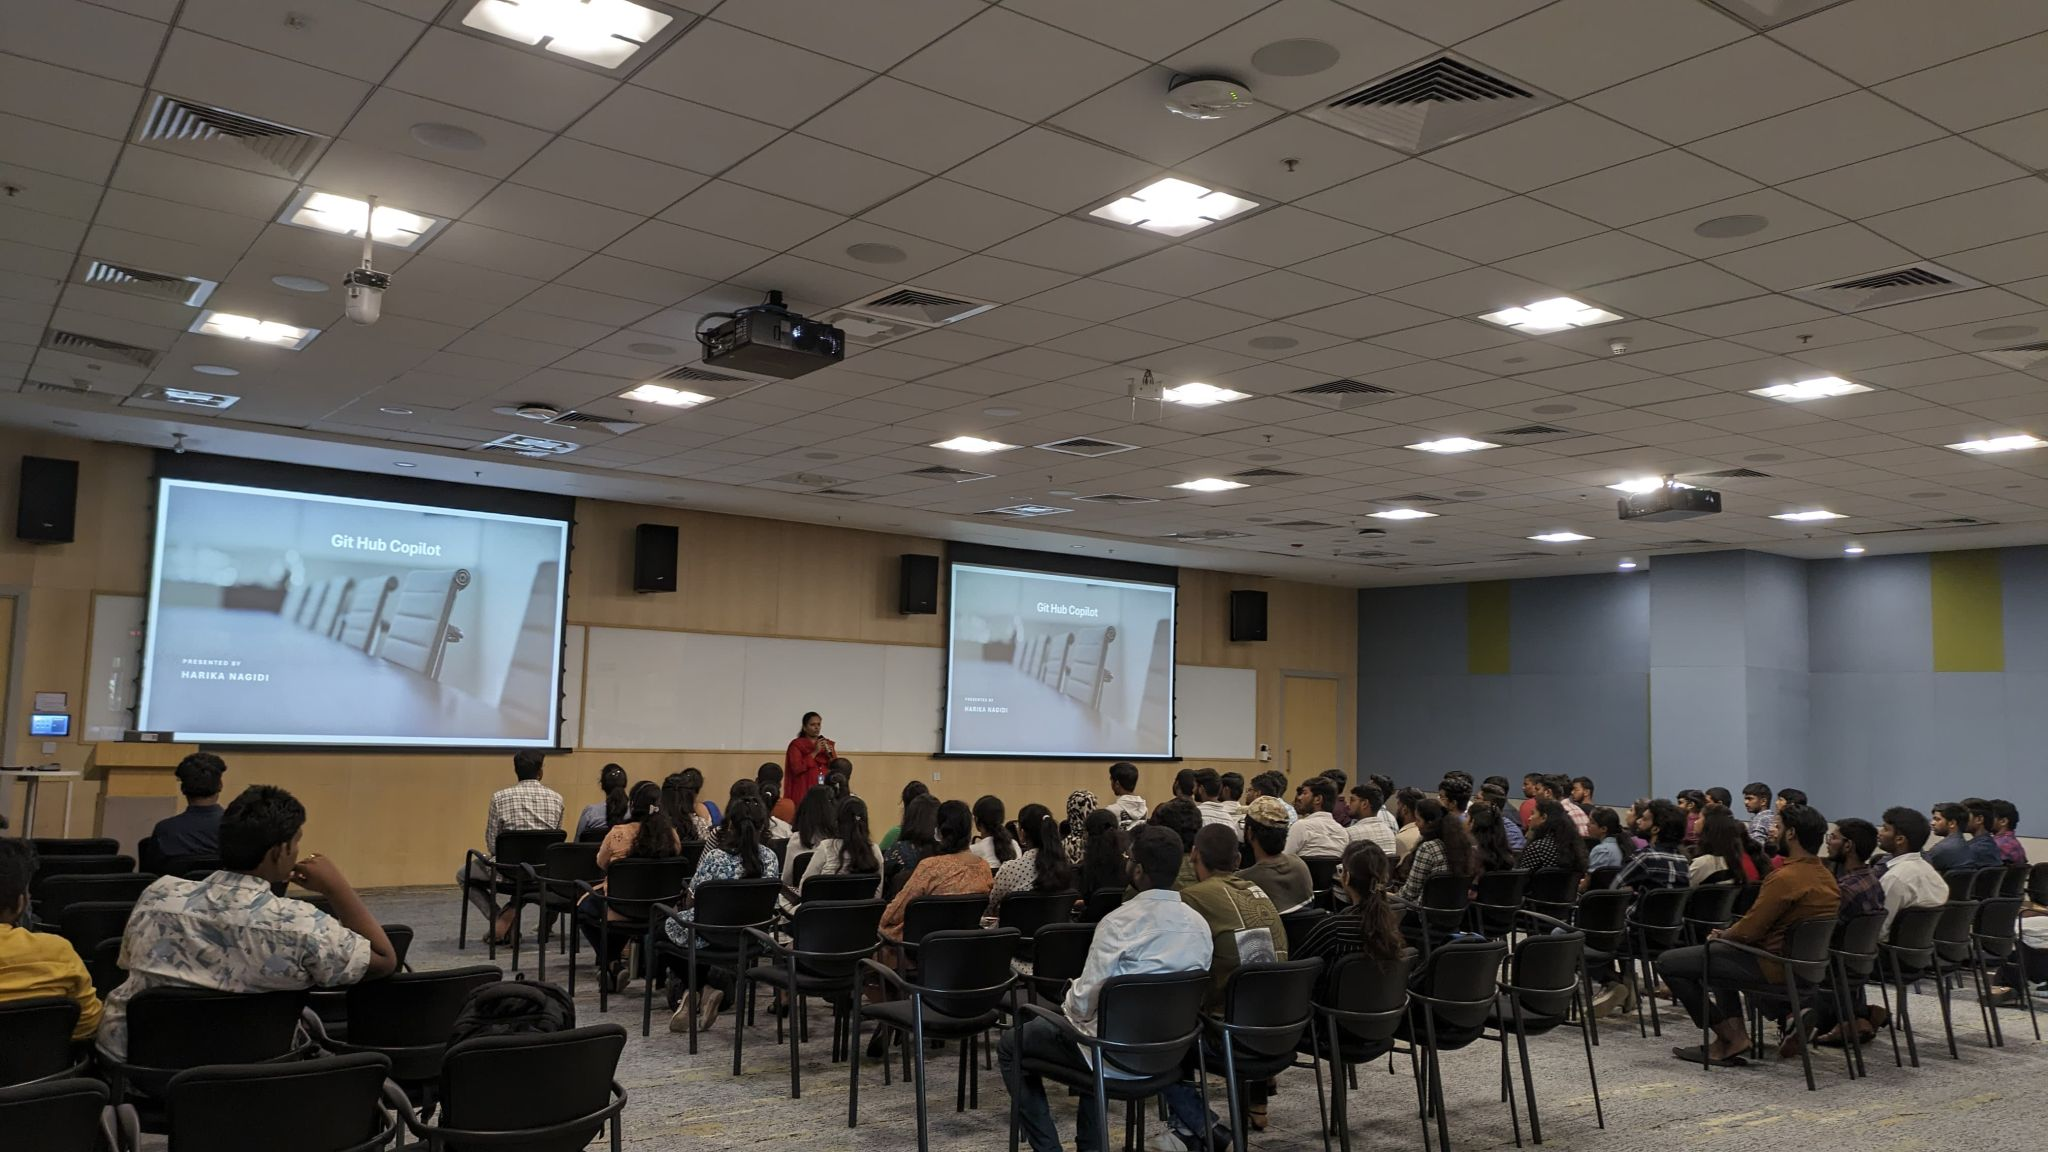 Git Hub Copilot
PRESENTED BY
HARIKA NAGIDI
Git Hub Copilot
PRESENTED BY
HARIKA NAGIDI